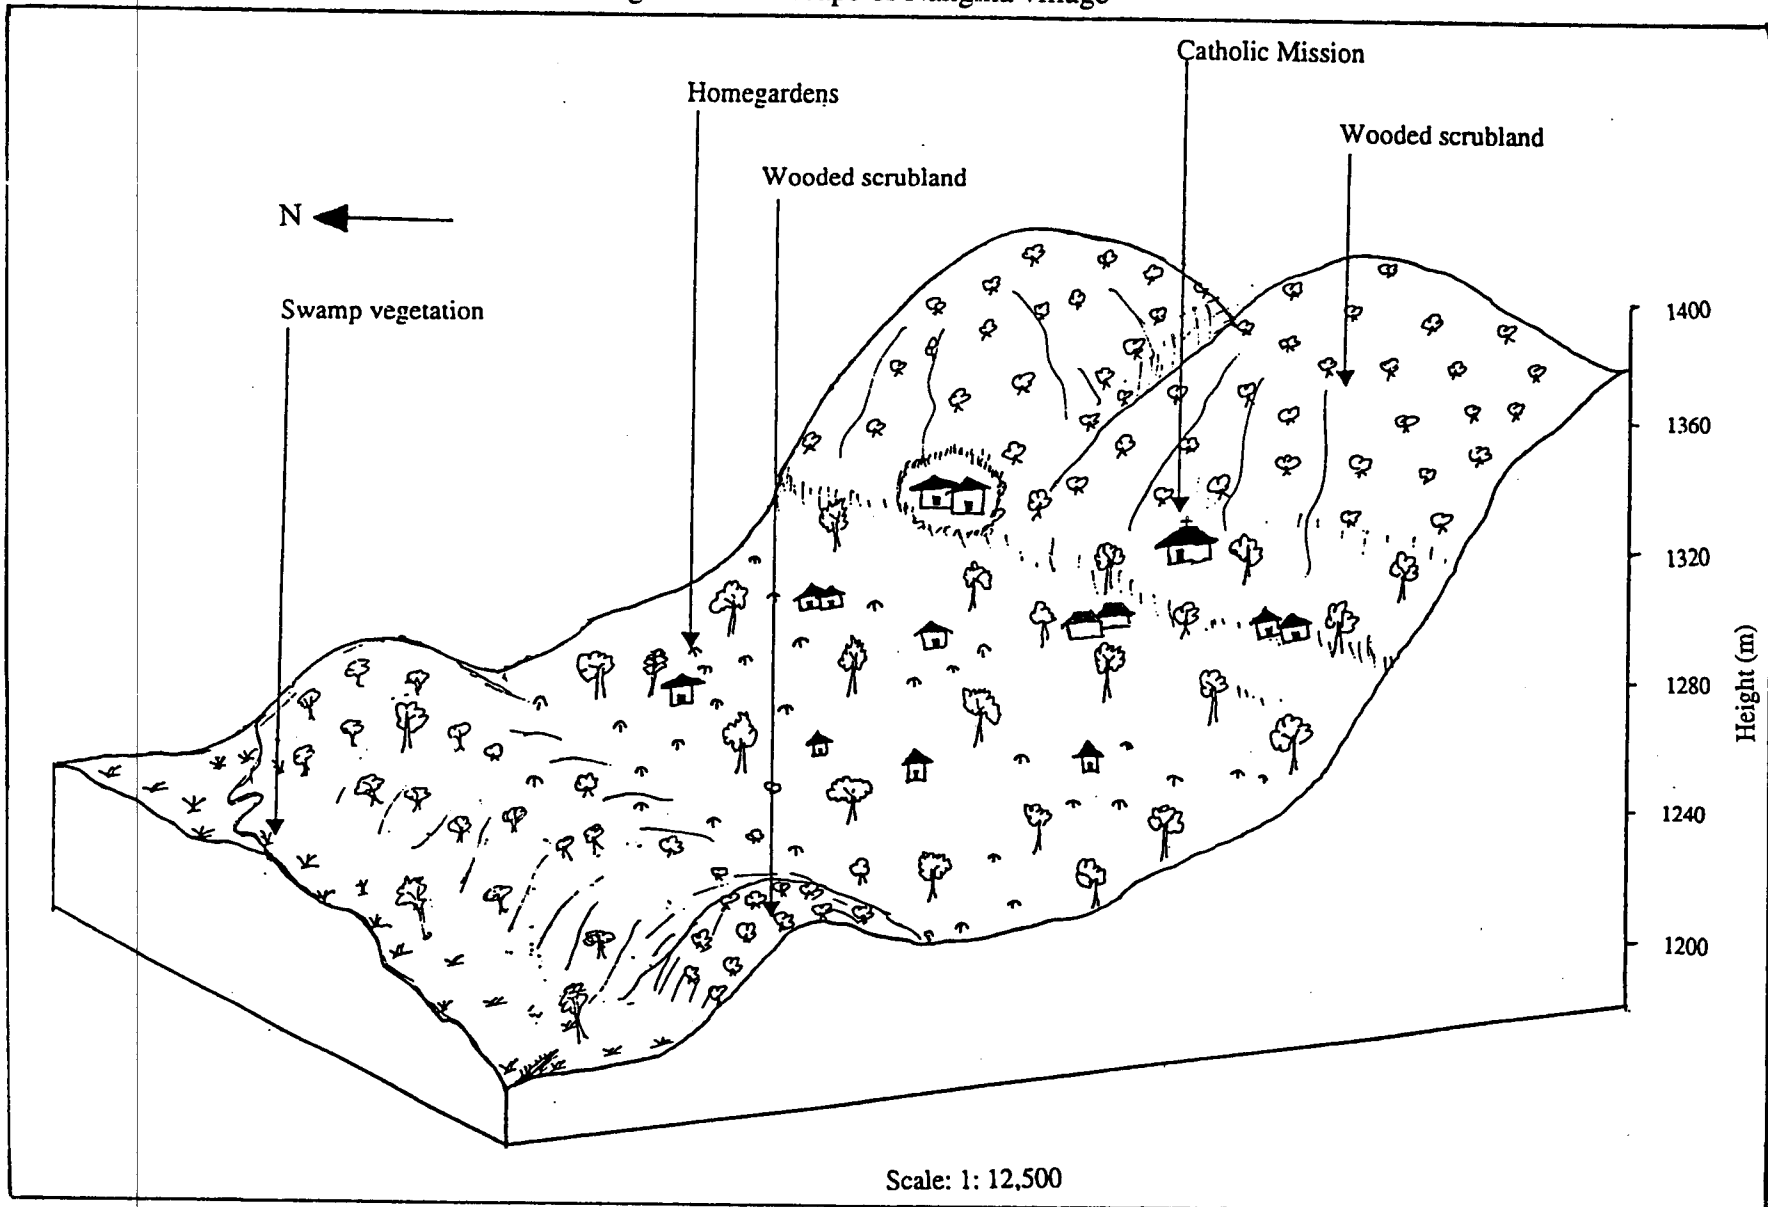 village
Catholic Mission
Homegardens
Wooded scrubland
Wooded scrubland
N
Swamp vegetation
1400
1360
1320
1280
1240
1200
Height (m)
Scale: 1: 12,500